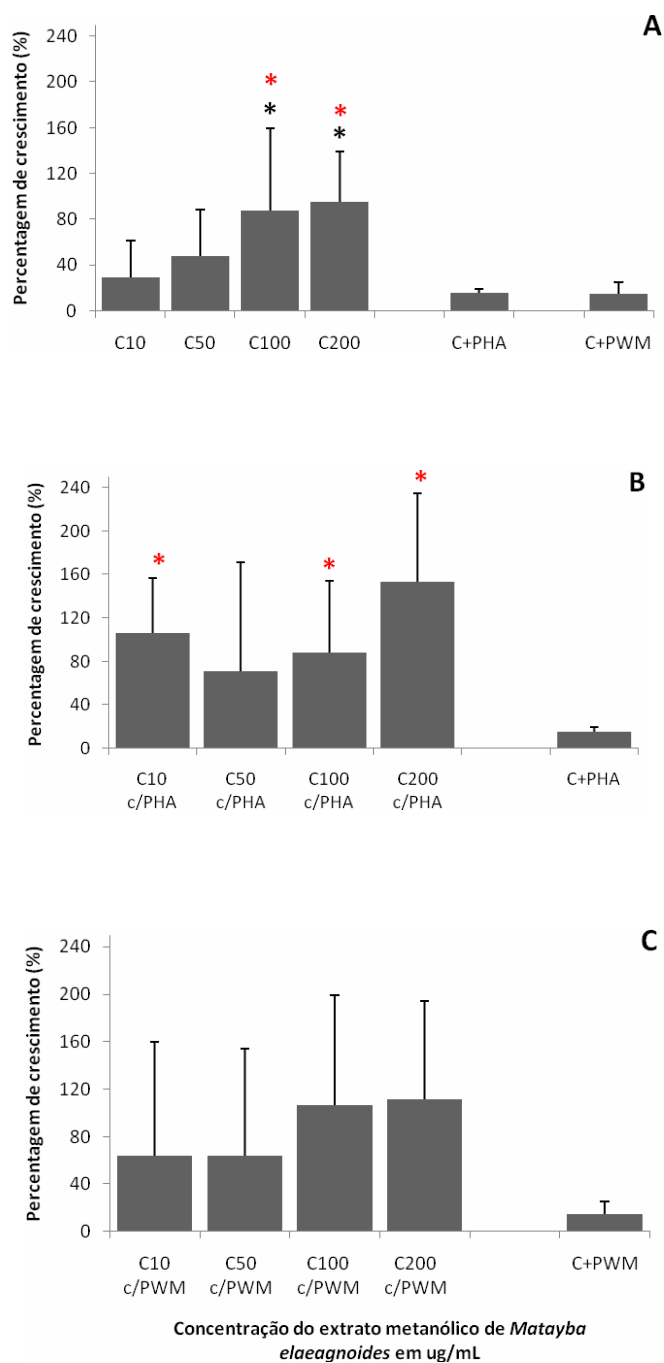 A
Percentagem de crescimento (%)
240
200
160
120
80
40
0
*
*
*
*
C10 C50 C100 C200 C+PHA C+PWM
B
Percentagem de crescimento (%)
240
200
160
120
80
40
0
*
*
*
C10 C50 C100 C200 C+PHA
c/PHA c/PHA c/PHA c/PHA
C
Percentagem de crescimento (%)
240
200
160
120
80
40
0
C10 C50 C100 C200 C+PWM
c/PWM c/PWM c/PWM c/PWM
Concentração do extrato metanólico de Matayba
elaeagnoides em ug/mL